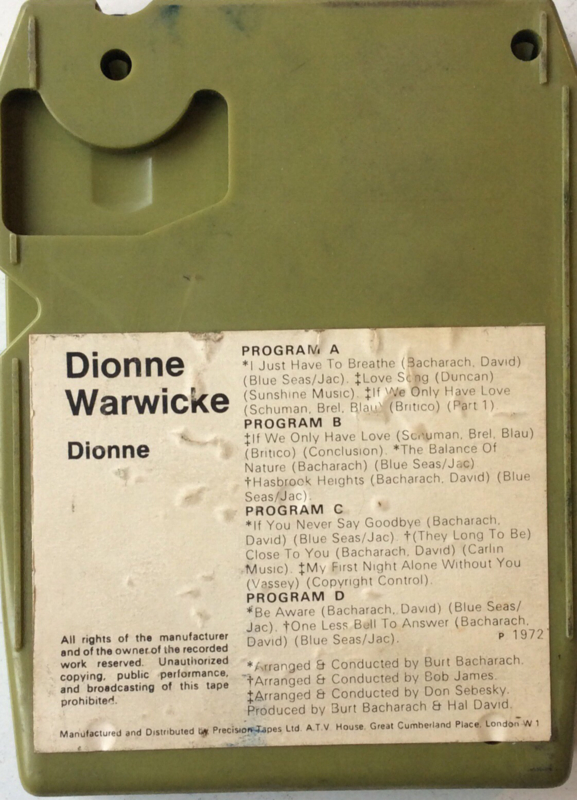 Dionne
Warwicke
Dionne
All rights of the manufacturer
and of the owner of the recorded
work reserved. Unauthorized
copying, public performance,
and broadcasting of this tape
prohibited.
PROGRAM A
*I Just Have To Breathe (Bacharach, David)
(Blue Seas/Jac). ‡Love Song (Duncan)
(Sunshine Music). ‡If We Only Have Love
(Schuman, Brel, Blau) (Britico) (Part 1)
PROGRAM B
‡If We Only Have Love (Schuman, Brel, Blau)
(Britico) (Conclusion). *The Balance Of
Nature (Bacharach) (Blue Seas/Jac)
†Hasbrook Heights (Bacharach, David) (Blue
Seas/Jac).
PROGRAM C
*If You Never Say Goodbye (Bacharach,
David) (Blue Seas/Jac). †(They Long To Be)
Close To You (Bacharach, David) (Carlin
Music). ‡My First Night Alone Without You
(Vassey) (Copyright Control).
PROGRAM D
*Be Aware (Bacharach, David) (Blue Seas/
Jac). †One Less Bell To Answer (Bacharach,
David) (Blue Seas/Jac). P 1972
*Arranged & Conducted by Burt Bacharach.
†Arranged & Conducted by Bob James.
‡Arranged & Conducted by Don Sebesky.
Produced by Burt Bacharach & Hal David.
Manufactured and Distributed by Precision Tapes Ltd. A.T.V. House, Great Cumberland Place, London W 1